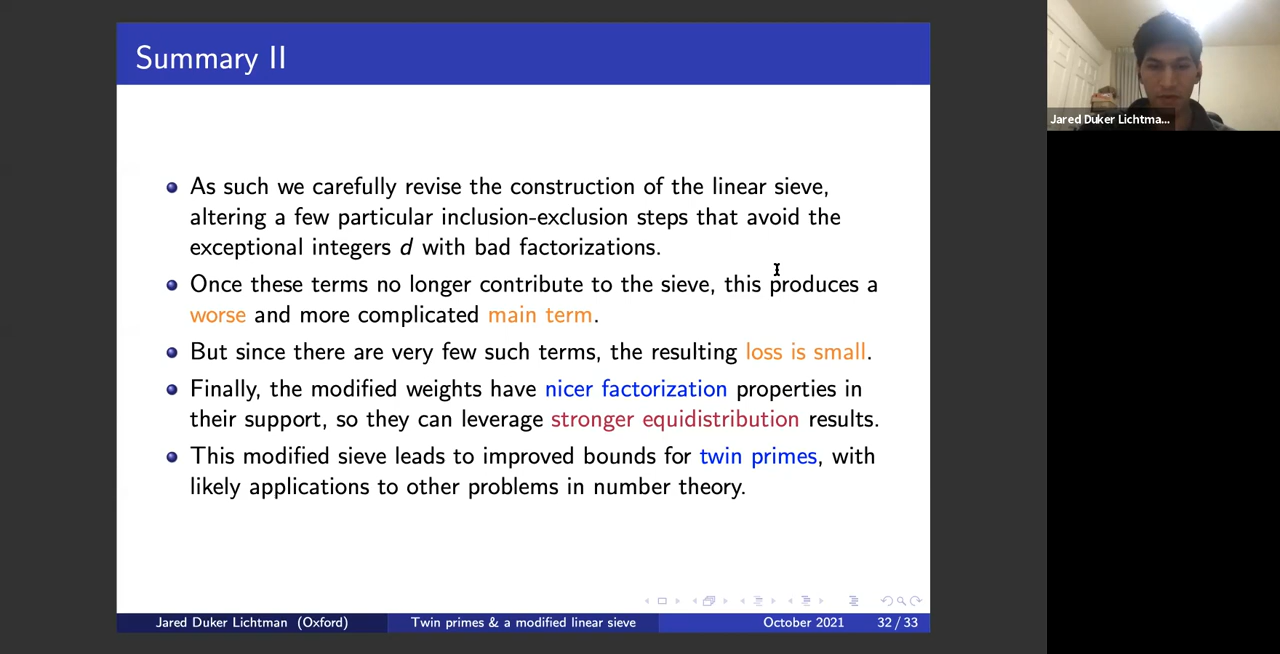 Summary II
As such we carefully revise the construction of the linear sieve,
altering a few particular inclusion-exclusion steps that avoid the
exceptional integers d with bad factorizations.
Once these terms no longer contribute to the sieve, this produces a
worse and more complicated main term.
But since there are very few such terms, the resulting loss is small.
Finally, the modified weights have nicer factorization properties in
their support, so they can leverage stronger equidistribution results.
This modified sieve leads to improved bounds for twin primes, with
likely applications to other problems in number theory.
Jared Duker Lichtman (Oxford) Twin primes & a modified linear sieve October 2021 32 / 33
Jared Duker Lichtma...